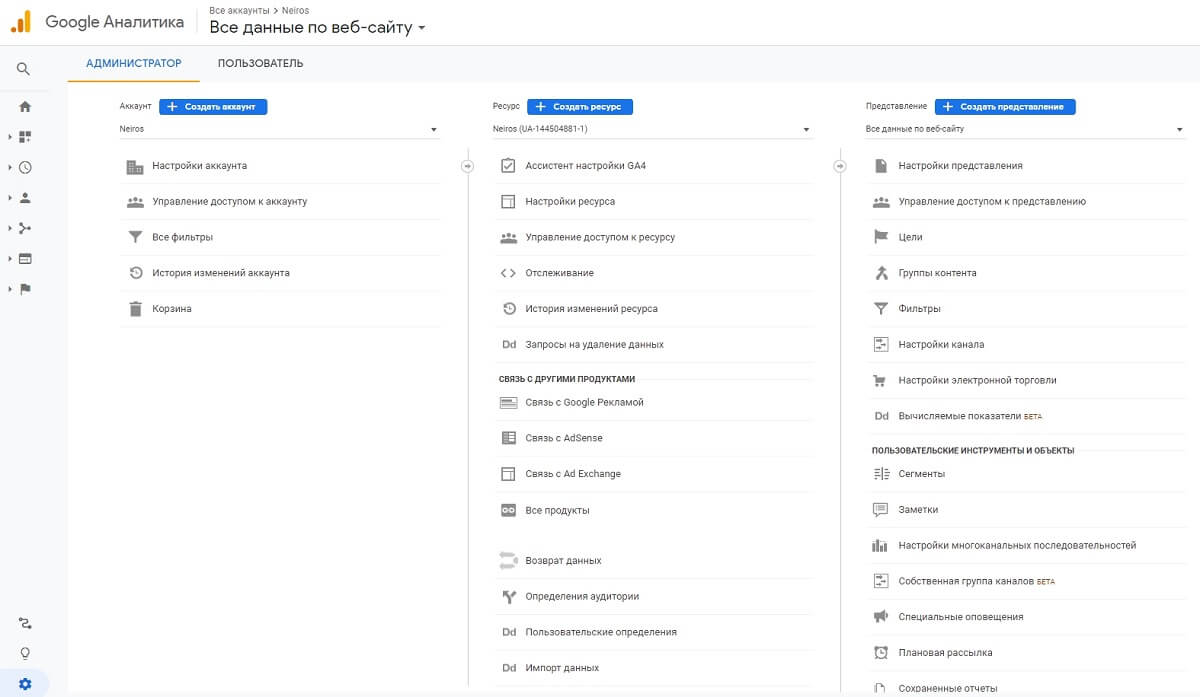 Google Аналитика
Все аккаунты > Neiros
Все данные по веб-сайту
АДМИНИСТРАТОР
ПОЛЬЗОВАТЕЛЬ
Аккаунт
Создать аккаунт
Neiros
Настройки аккаунта
Управление доступом к аккаунту
Все фильтры
История изменений аккаунта
Корзина
Ресурс
Создать ресурс
Neiros (UA-144504881-1)
Ассистент настройки GA4
Настройки ресурса
Управление доступом к ресурсу
Отслеживание
История изменений ресурса
Dd Запросы на удаление данных
СВЯЗЬ С ДРУГИМИ ПРОДУКТАМИ
Связь с Google Рекламой
Связь с AdSense
Связь с Ad Exchange
Все продукты
Возврат данных
Определения аудитории
Dd Пользовательские определения
Dd Импорт данных
Представление
Создать представление
Все данные по веб-сайту
Настройки представления
Управление доступом к представлению
Цели
Группы контента
Фильтры
Настройки канала
Настройки электронной торговли
Dd Вычисляемые показатели БЕТА
ПОЛЬЗОВАТЕЛЬСКИЕ ИНСТРУМЕНТЫ И ОБЪЕКТЫ
Сегменты
Заметки
Настройки многоканальных последовательностей
Собственная группа каналов БЕТА
Специальные оповещения
Плановая рассылка
Сохраненные отчеты